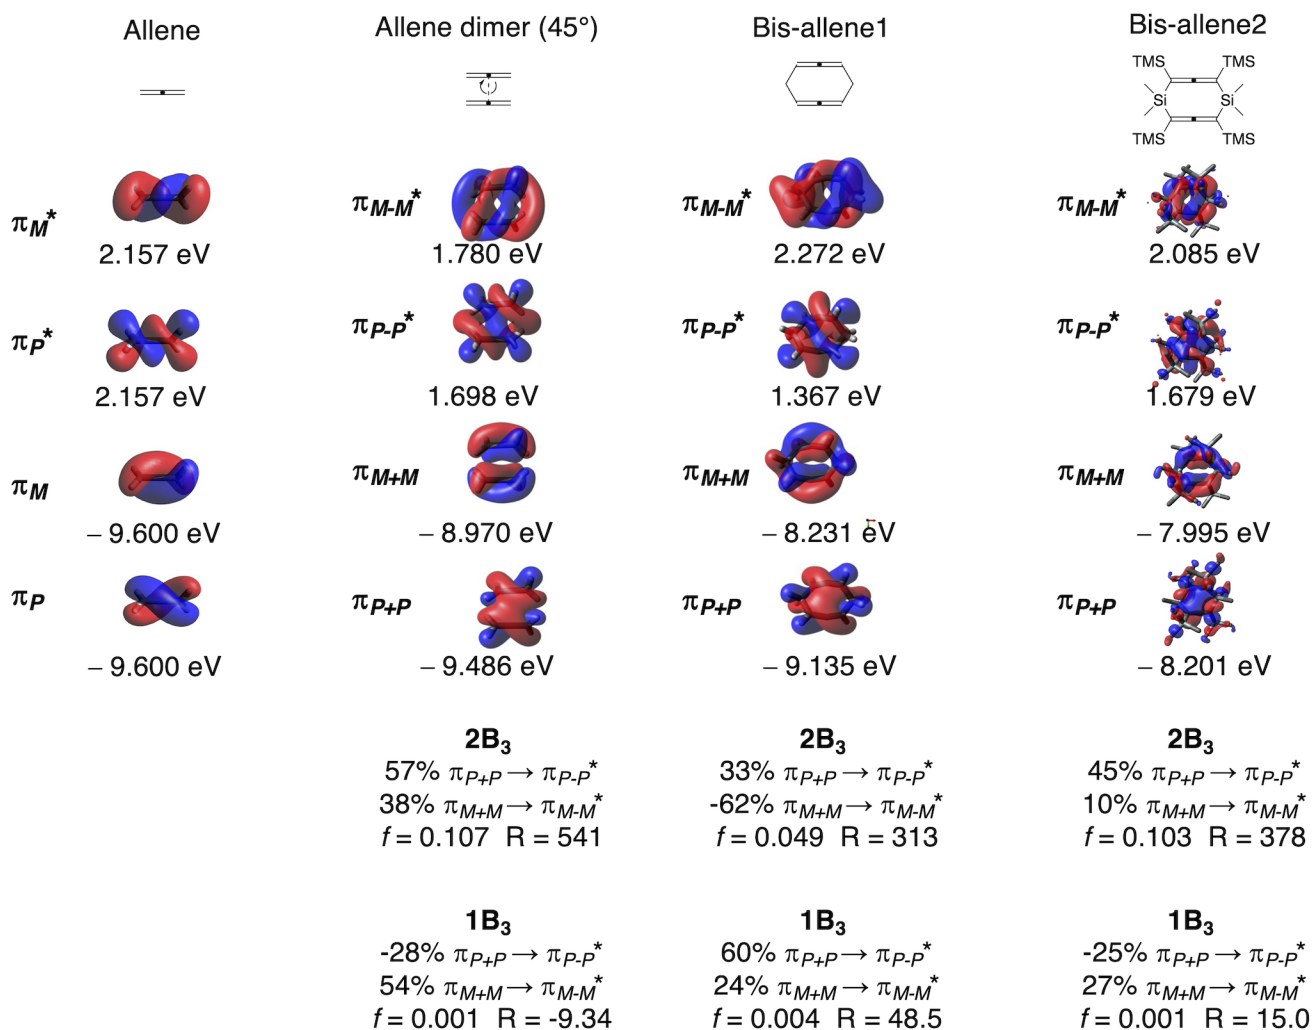 Allene Allene dimer (45°) Bis-allene1 Bis-allene2
TMS TMS
Si Si
TMS TMS
πM* πM-M* πM-M* πM-M*
2.157 eV 1.780 eV 2.272 eV 2.085 eV
πP* πP-P* πP-P* πP-P*
2.157 eV 1.698 eV 1.367 eV 1.679 eV
πM πM+M πM+M πM+M
– 9.600 eV – 8.970 eV – 8.231 eV – 7.995 eV
πP πP+P πP+P πP+P
– 9.600 eV – 9.486 eV – 9.135 eV – 8.201 eV
2B3 2B3 2B3
57% πP+P → πP-P* 33% πP+P → πP-P* 45% πP+P → πP-P*
38% πM+M → πM-M* -62% πM+M → πM-M* 10% πM+M → πM-M*
f = 0.107 R = 541 f = 0.049 R = 313 f = 0.103 R = 378
1B3 1B3 1B3
-28% πP+P → πP-P* 60% πP+P → πP-P* -25% πP+P → πP-P*
54% πM+M → πM-M* 24% πM+M → πM-M* 27% πM+M → πM-M*
f = 0.001 R = -9.34 f = 0.004 R = 48.5 f = 0.001 R = 15.0